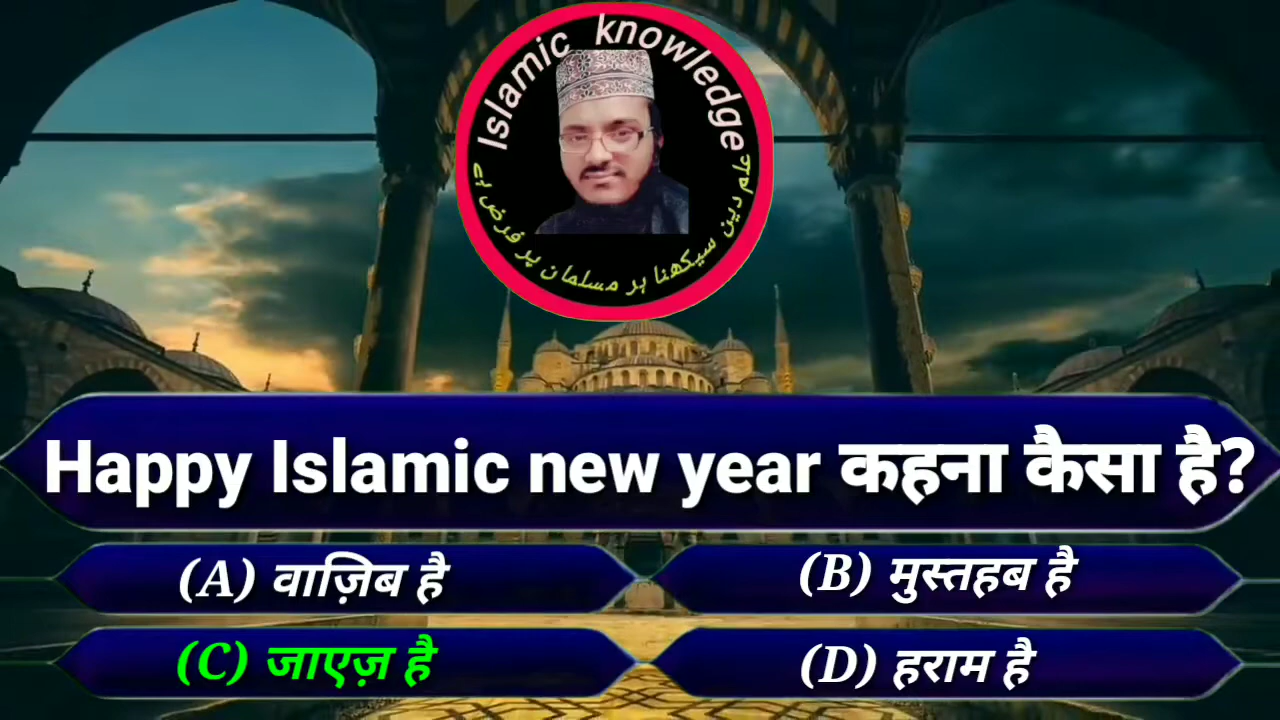 Islamic knowledge
علم دین سیکھنا ہر مسلمان پر فرض ہے
Happy Islamic new year कहना कैसा है?
(A) वाज़िब है
(B) मुस्तहब है
(C) जाएज़ है
(D) हराम है